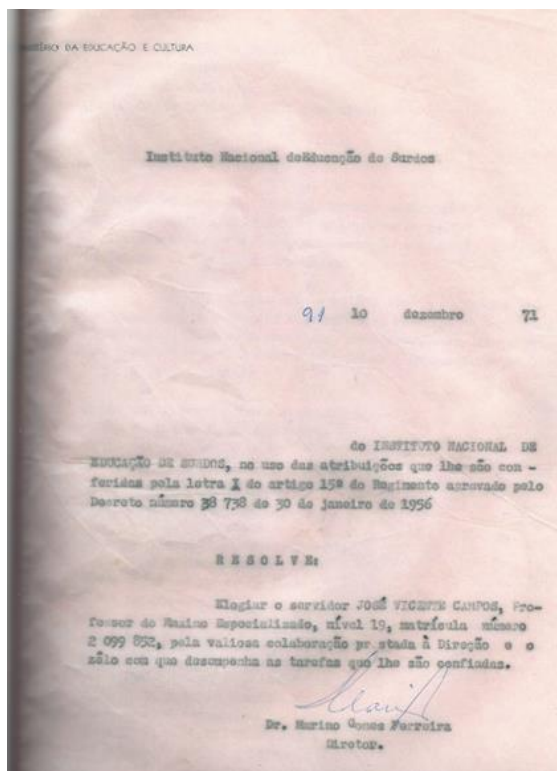 MINISTÉRIO DA EDUCAÇÃO E CULTURA
Instituto Nacional deEducação de Surdos
91 10 dezembro 71
do INSTITUTO NACIONAL DE
EDUCAÇÃO DE SURDOS, no uso das atribuições que lhe são con -
feridas pela letra I do artigo 15º do Regimento aprovado pelo
Decreto número 38 738 de 30 de janeiro de 1956
R E S O L V E:
Elogiar o servidor JOSÉ VICENTE CAMPOS, Pro-
fessor de Ensino Especializado, nível 19, matrícula número
2 099 852, pela valiosa colaboração pr stada à Direção e o
zêlo com que desempenha as tarefas que lhe são confiadas.
Dr. Marino Gomes Ferreira
Diretor.